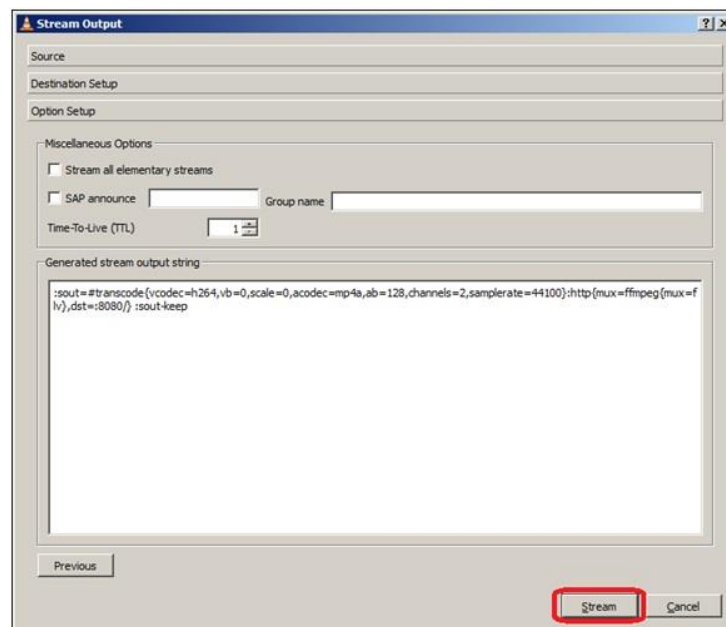 Stream Output
Source
Destination Setup
Option Setup
Miscellaneous Options
Stream all elementary streams
SAP announce Group name
Time-To-Live (TTL) 1
Generated stream output string
:sout=#transcode{vcodec=h264,vb=0,scale=0,acodec=mp4a,ab=128,channels=2,samplerate=44100}:http{mux=ffmpeg{mux=f
lv},dst=:8080/} :sout-keep
Previous
Stream Cancel